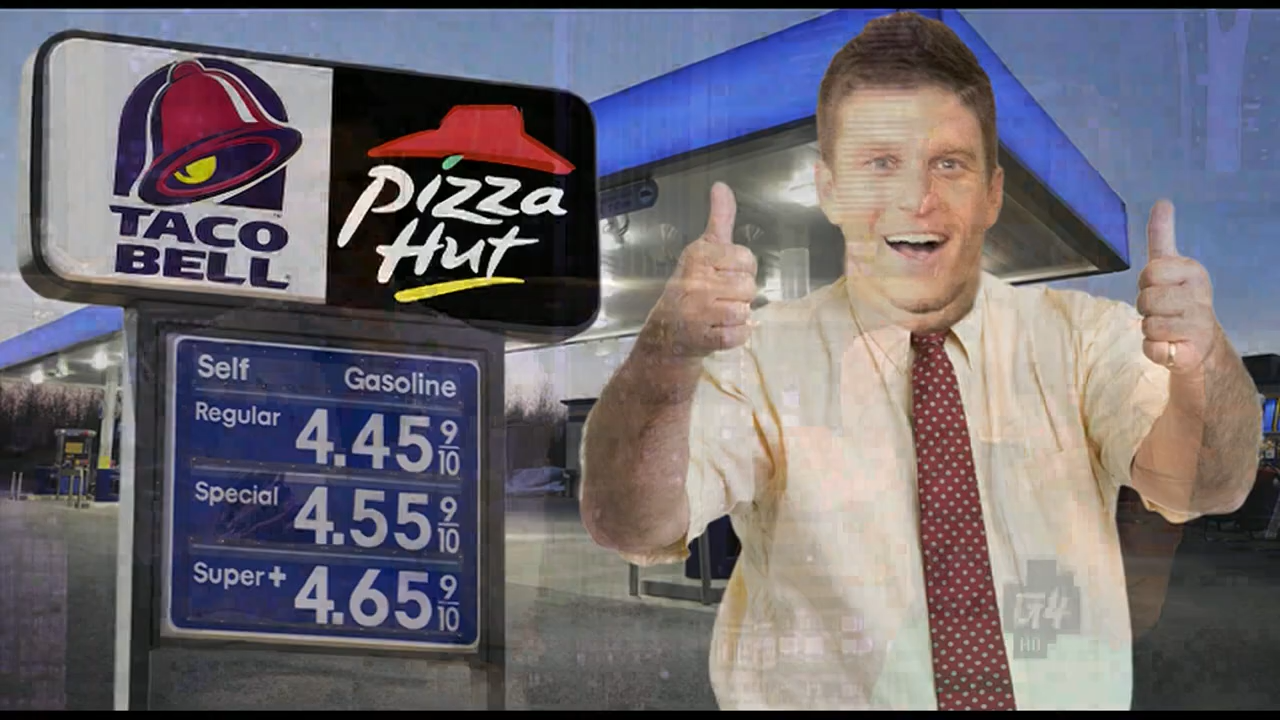 TACO
BELL
Pizza
Hut
Self Gasoline
Regular 4.45 9/10
Special 4.55 9/10
Super+ 4.65 9/10
G4